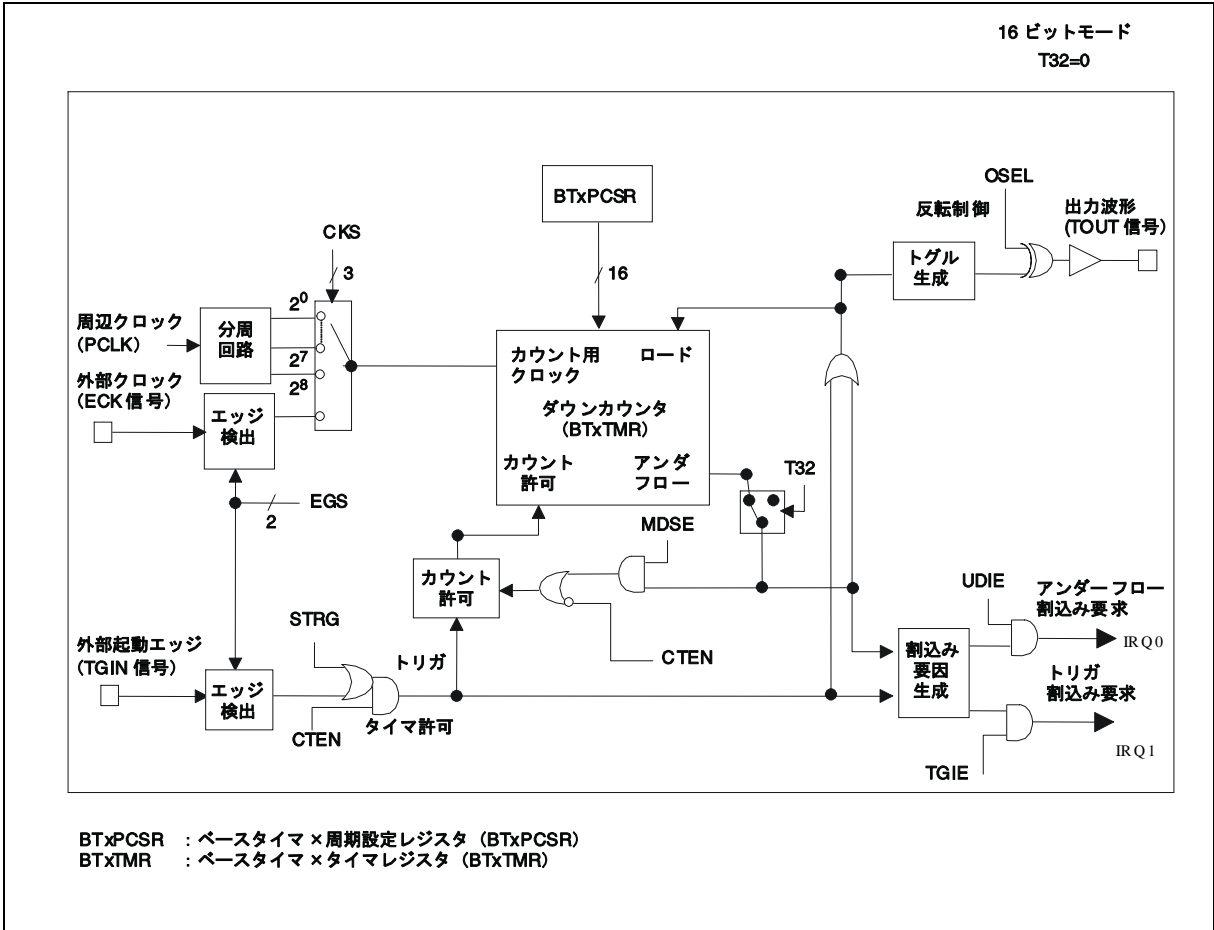 16 ビットモード
T32=0
BTxPCSR
16
OSEL
反転制御
出力波形
(TOUT 信号)
トグル
生成
CKS
3
2⁰
2⁷
2⁸
周辺クロック
(PCLK)
分周
回路
外部クロック
(ECK 信号)
エッジ
検出
カウント用
クロック
ロード
ダウンカウンタ
(BTxTMR)
カウント
許可
アンダ
フロー
T32
EGS
2
MDSE
カウント
許可
CTEN
STRG
外部起動エッジ
(TGIN 信号)
エッジ
検出
トリガ
CTEN
タイマ許可
UDIE
アンダーフロー
割込み要求
IRQ0
割込み
要因
生成
トリガ
割込み要求
IRQ1
TGIE
BTxPCSR : ベースタイマ × 周期設定レジスタ (BTxPCSR)
BTxTMR : ベースタイマ × タイマレジスタ (BTxTMR)